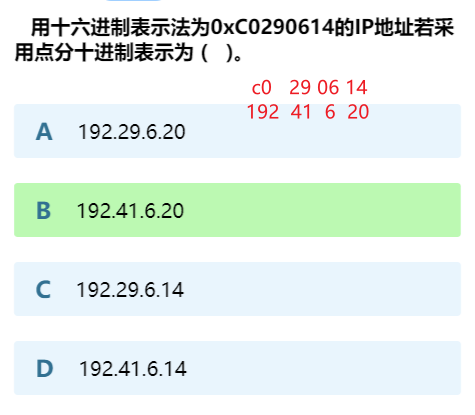 用十六进制表示法为0xC0290614的IP地址若采
用点分十进制表示为 (   )。
c0 29 06 14
192 41 6 20
A 192.29.6.20
B 192.41.6.20
C 192.29.6.14
D 192.41.6.14